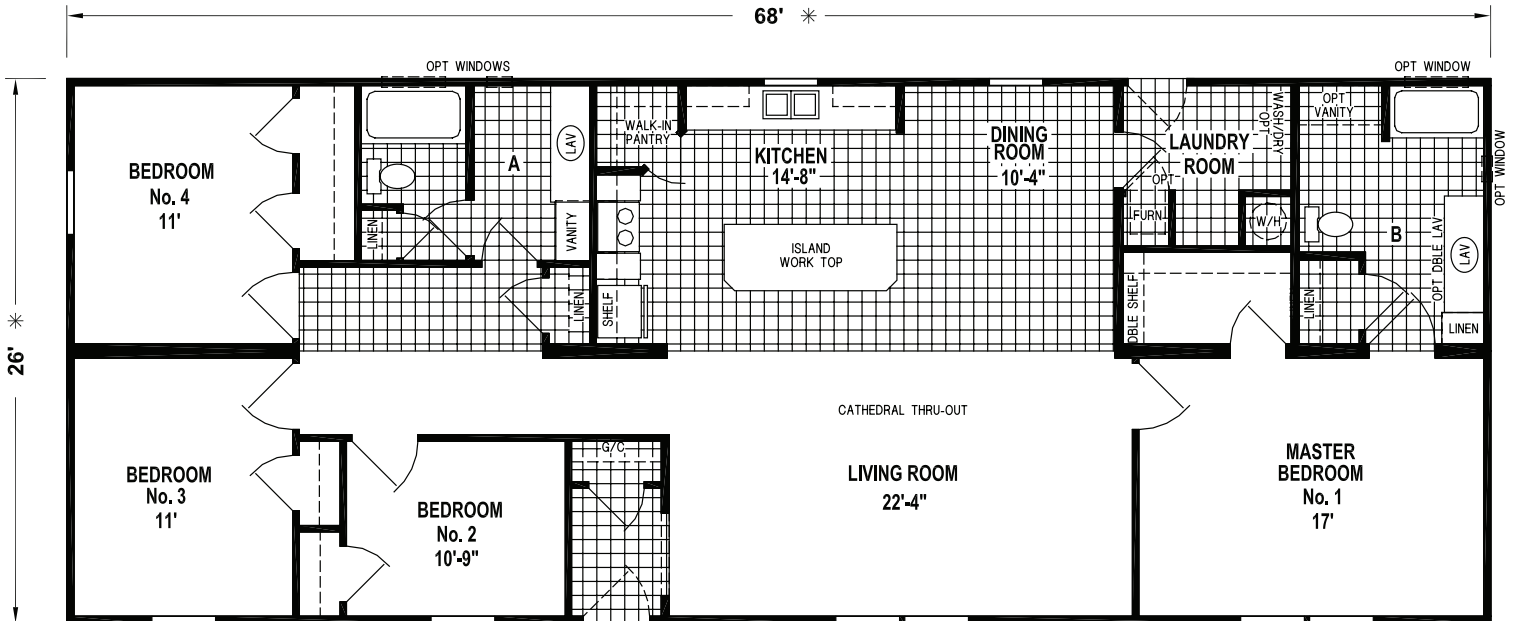 68' ✳
OPT WINDOWS
OPT WINDOW
WALK-IN
PANTRY
LAV
A
BEDROOM
No. 4
11'
KITCHEN
14'-8"
DINING
ROOM
10'-4"
LAUNDRY
ROOM
OPT
WASH/DRY
OPT
OPT
VANITY
OPT WINDOW
LINEN
VANITY
FURN
W/H
B
OPT DBLE LAV
LAV
ISLAND
WORK TOP
LINEN
SHELF
DBLE SHELF
LINEN
LINEN
26' ✳
CATHEDRAL THRU-OUT
G/C
BEDROOM
No. 3
11'
BEDROOM
No. 2
10'-9"
LIVING ROOM
22'-4"
MASTER
BEDROOM
No. 1
17'